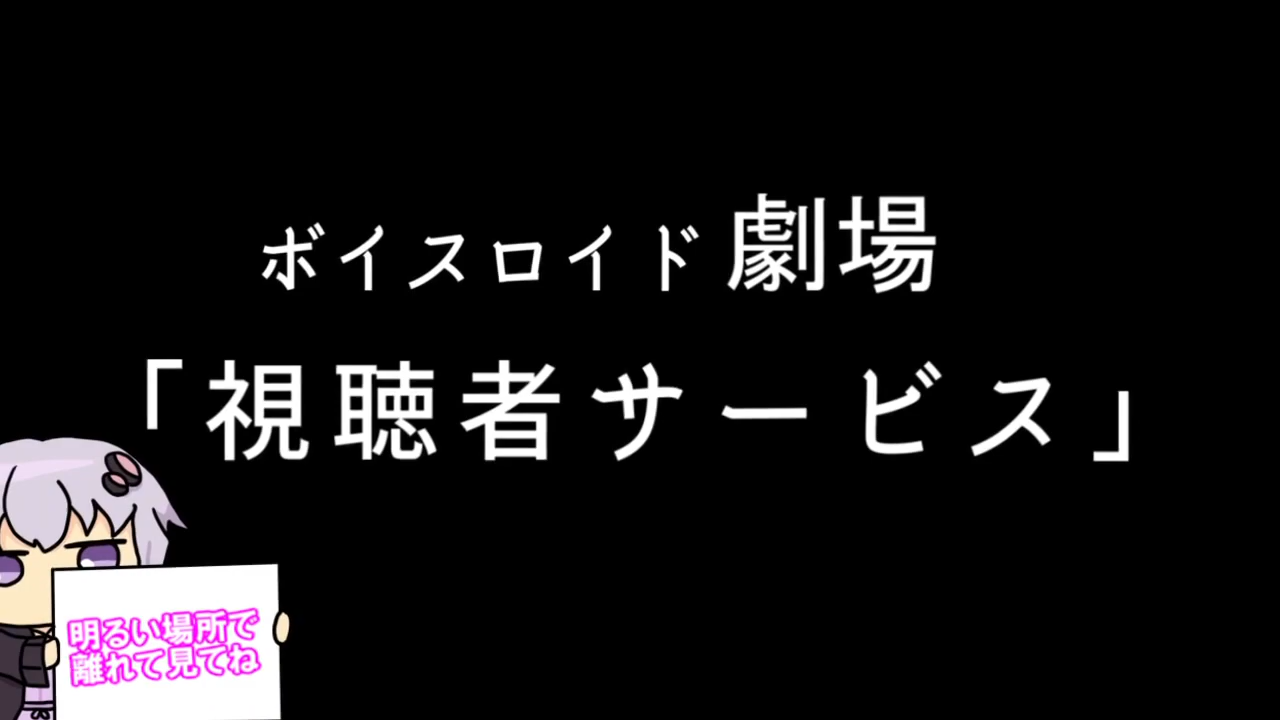 ボイスロイド劇場
「視聴者サービス」
明るい場所で
離れて見てね